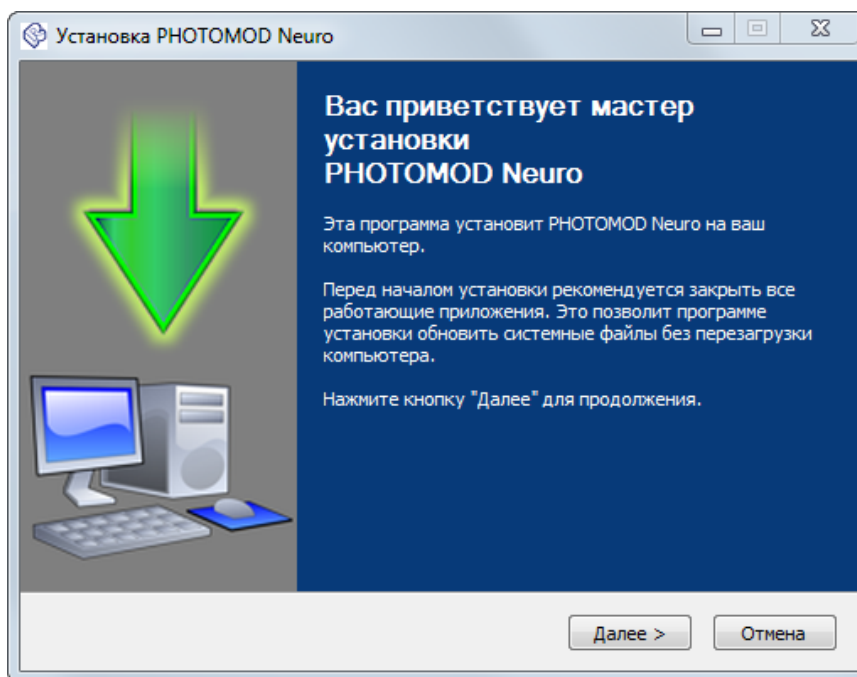 Установка PHOTOMOD Neuro
Вас приветствует мастер
установки
PHOTOMOD Neuro
Эта программа установит PHOTOMOD Neuro на ваш
компьютер.
Перед началом установки рекомендуется закрыть все
работающие приложения. Это позволит программе
установки обновить системные файлы без перезагрузки
компьютера.
Нажмите кнопку "Далее" для продолжения.
Далее >
Отмена